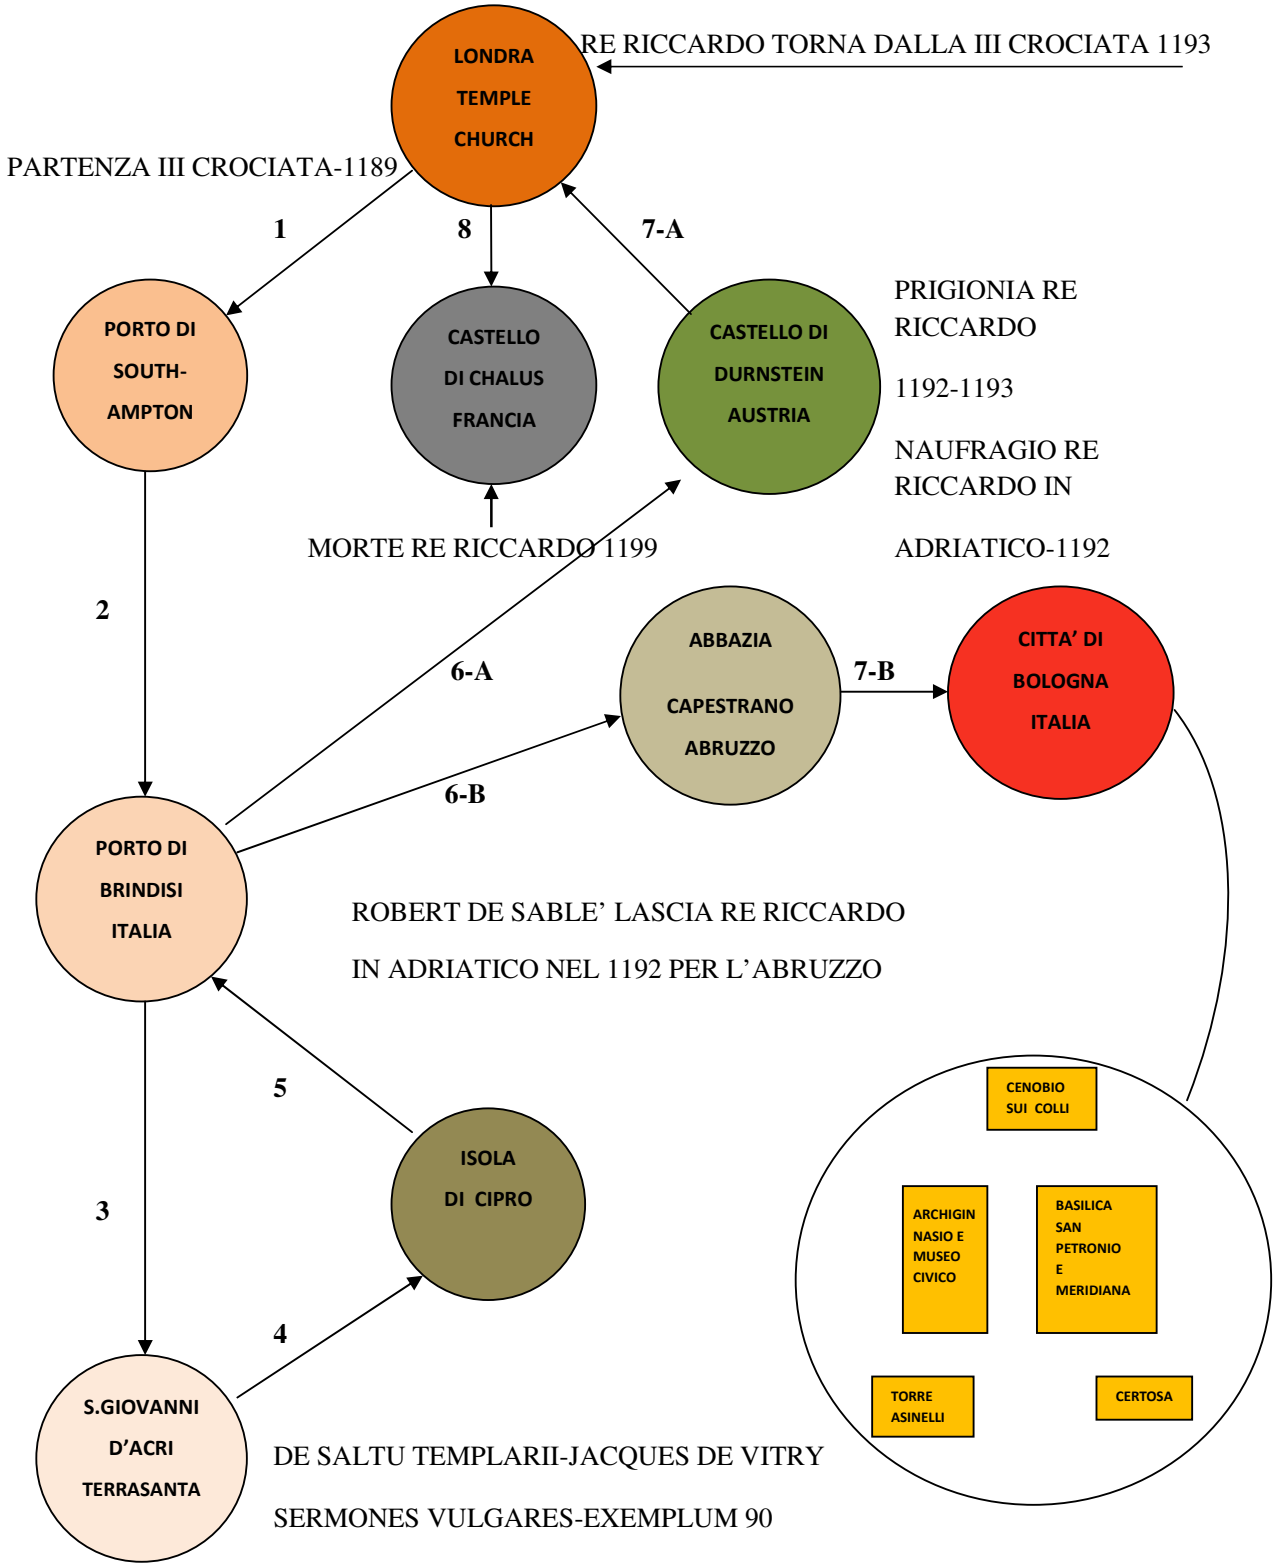 RE RICCARDO TORNA DALLA III CROCIATA 1193
LONDRA
TEMPLE
CHURCH
PARTENZA III CROCIATA-1189
1
8
7-A
PORTO DI
SOUTH-
AMPTON
CASTELLO
DI CHALUS
FRANCIA
CASTELLO DI
DURNSTEIN
AUSTRIA
PRIGIONIA RE
RICCARDO
1192-1193
NAUFRAGIO RE
RICCARDO IN
ADRIATICO-1192
MORTE RE RICCARDO 1199
2
6-A
ABBAZIA
CAPESTRANO
ABRUZZO
7-B
CITTA’ DI
BOLOGNA
ITALIA
6-B
PORTO DI
BRINDISI
ITALIA
ROBERT DE SABLE’ LASCIA RE RICCARDO
IN ADRIATICO NEL 1192 PER L’ABRUZZO
5
3
ISOLA
DI CIPRO
4
CENOBIO
SUI COLLI
ARCHIGIN
NASIO E
MUSEO
CIVICO
BASILICA
SAN
PETRONIO
E
MERIDIANA
TORRE
ASINELLI
CERTOSA
S.GIOVANNI
D’ACRI
TERRASANTA
DE SALTU TEMPLARII-JACQUES DE VITRY
SERMONES VULGARES-EXEMPLUM 90